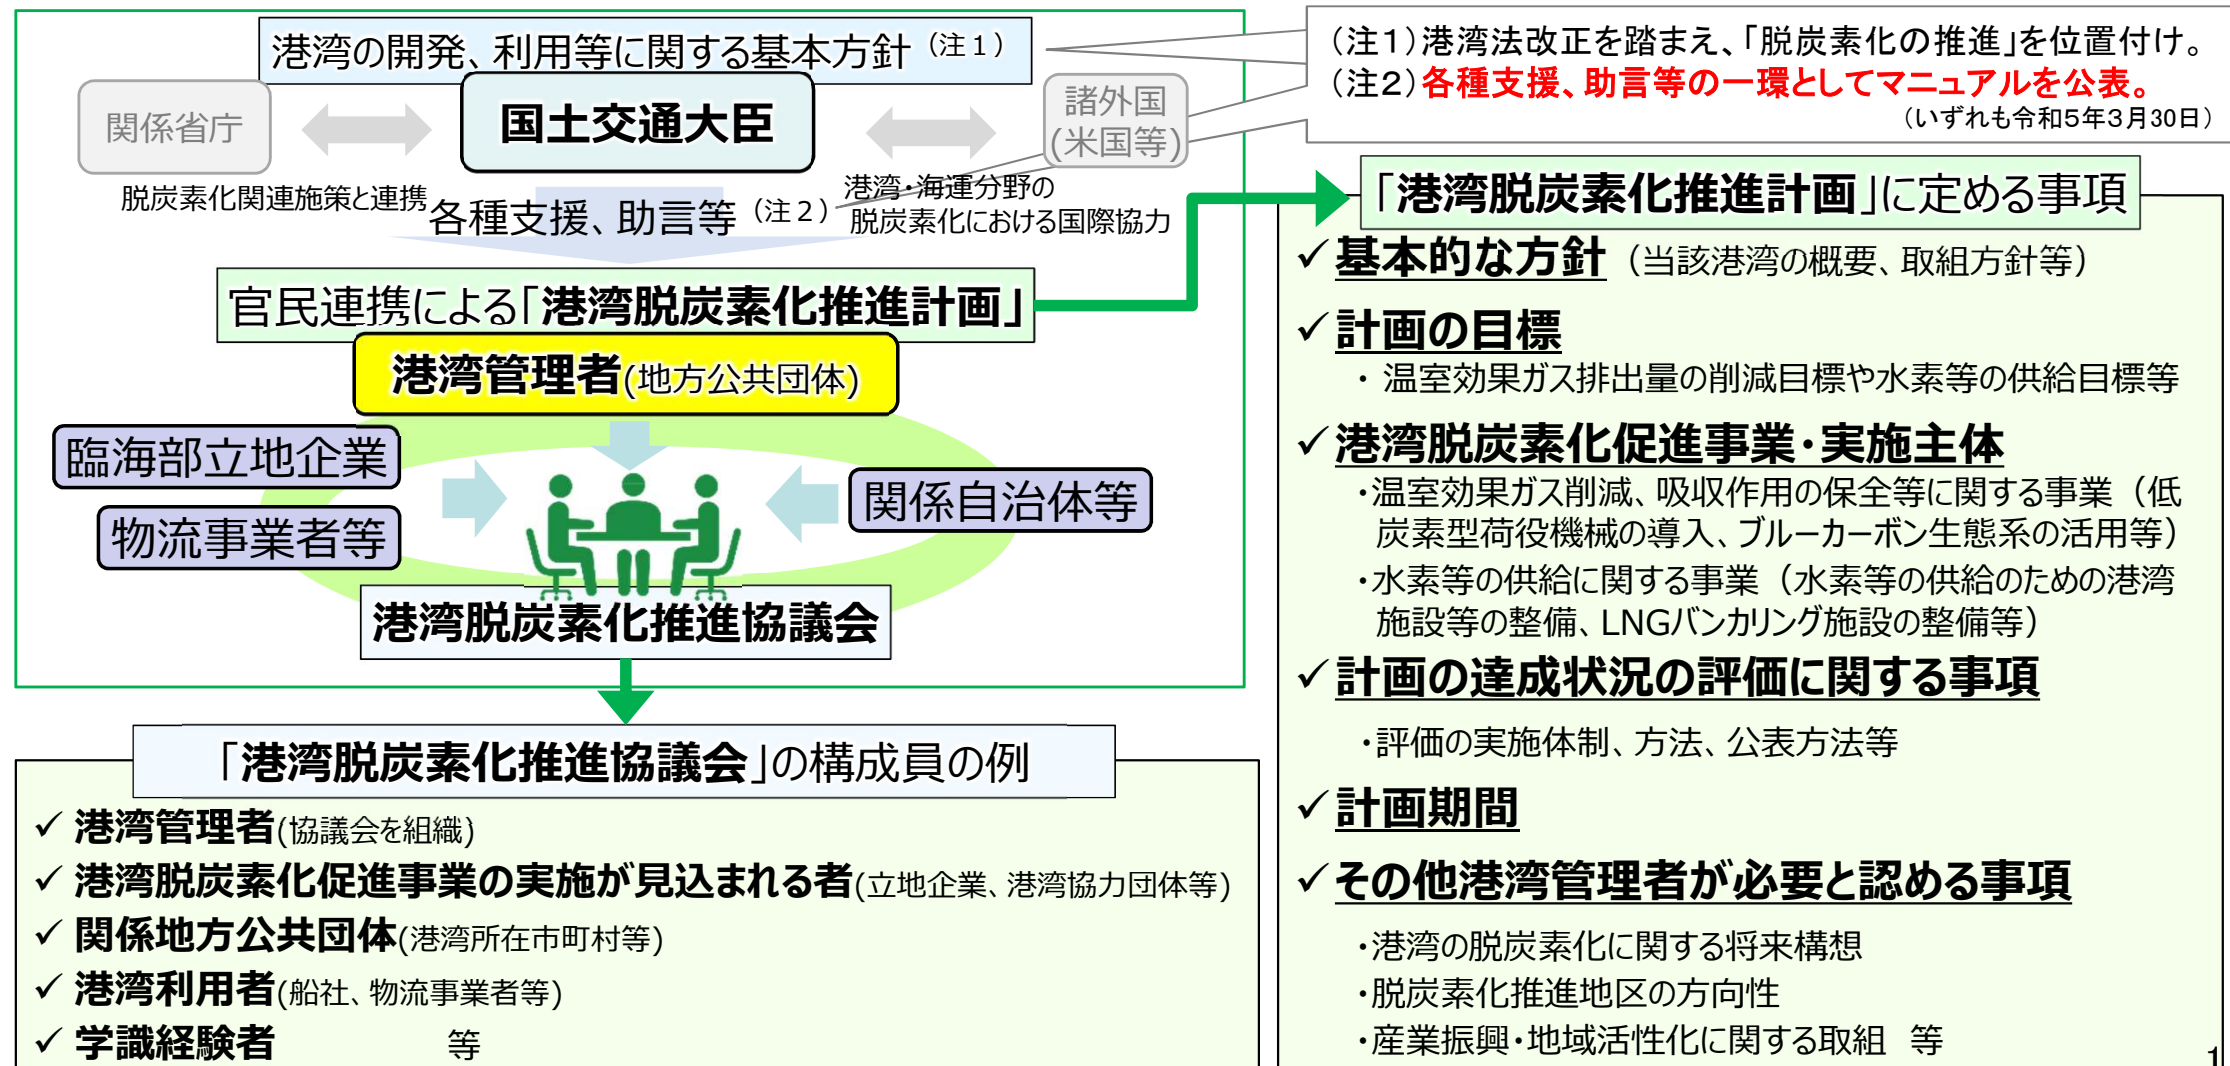 港湾の開発、利用等に関する基本方針（注１）
関係省庁
国土交通大臣
諸外国
(米国等)
脱炭素化関連施策と連携
各種支援、助言等（注２）
港湾・海運分野の
脱炭素化における国際協力
官民連携による「港湾脱炭素化推進計画」
港湾管理者(地方公共団体)
臨海部立地企業
物流事業者等
関係自治体等
港湾脱炭素化推進協議会
「港湾脱炭素化推進協議会」の構成員の例
✓港湾管理者(協議会を組織)
✓港湾脱炭素化促進事業の実施が見込まれる者(立地企業、港湾協力団体等)
✓関係地方公共団体(港湾所在市町村等)
✓港湾利用者(船社、物流事業者等)
✓学識経験者　等
（注１）港湾法改正を踏まえ、「脱炭素化の推進」を位置付け。
（注２）各種支援、助言等の一環としてマニュアルを公表。
（いずれも令和５年３月30日）
「港湾脱炭素化推進計画」に定める事項
✓基本的な方針（当該港湾の概要、取組方針等）
✓計画の目標
・温室効果ガス排出量の削減目標や水素等の供給目標等
✓港湾脱炭素化促進事業・実施主体
・温室効果ガス削減、吸収作用の保全等に関する事業（低
炭素型荷役機械の導入、ブルーカーボン生態系の活用等）
・水素等の供給に関する事業（水素等の供給のための港湾
施設等の整備、LNGバンカリング施設の整備等）
✓計画の達成状況の評価に関する事項
・評価の実施体制、方法、公表方法等
✓計画期間
✓その他港湾管理者が必要と認める事項
・港湾の脱炭素化に関する将来構想
・脱炭素化推進地区の方向性
・産業振興・地域活性化に関する取組　等
1